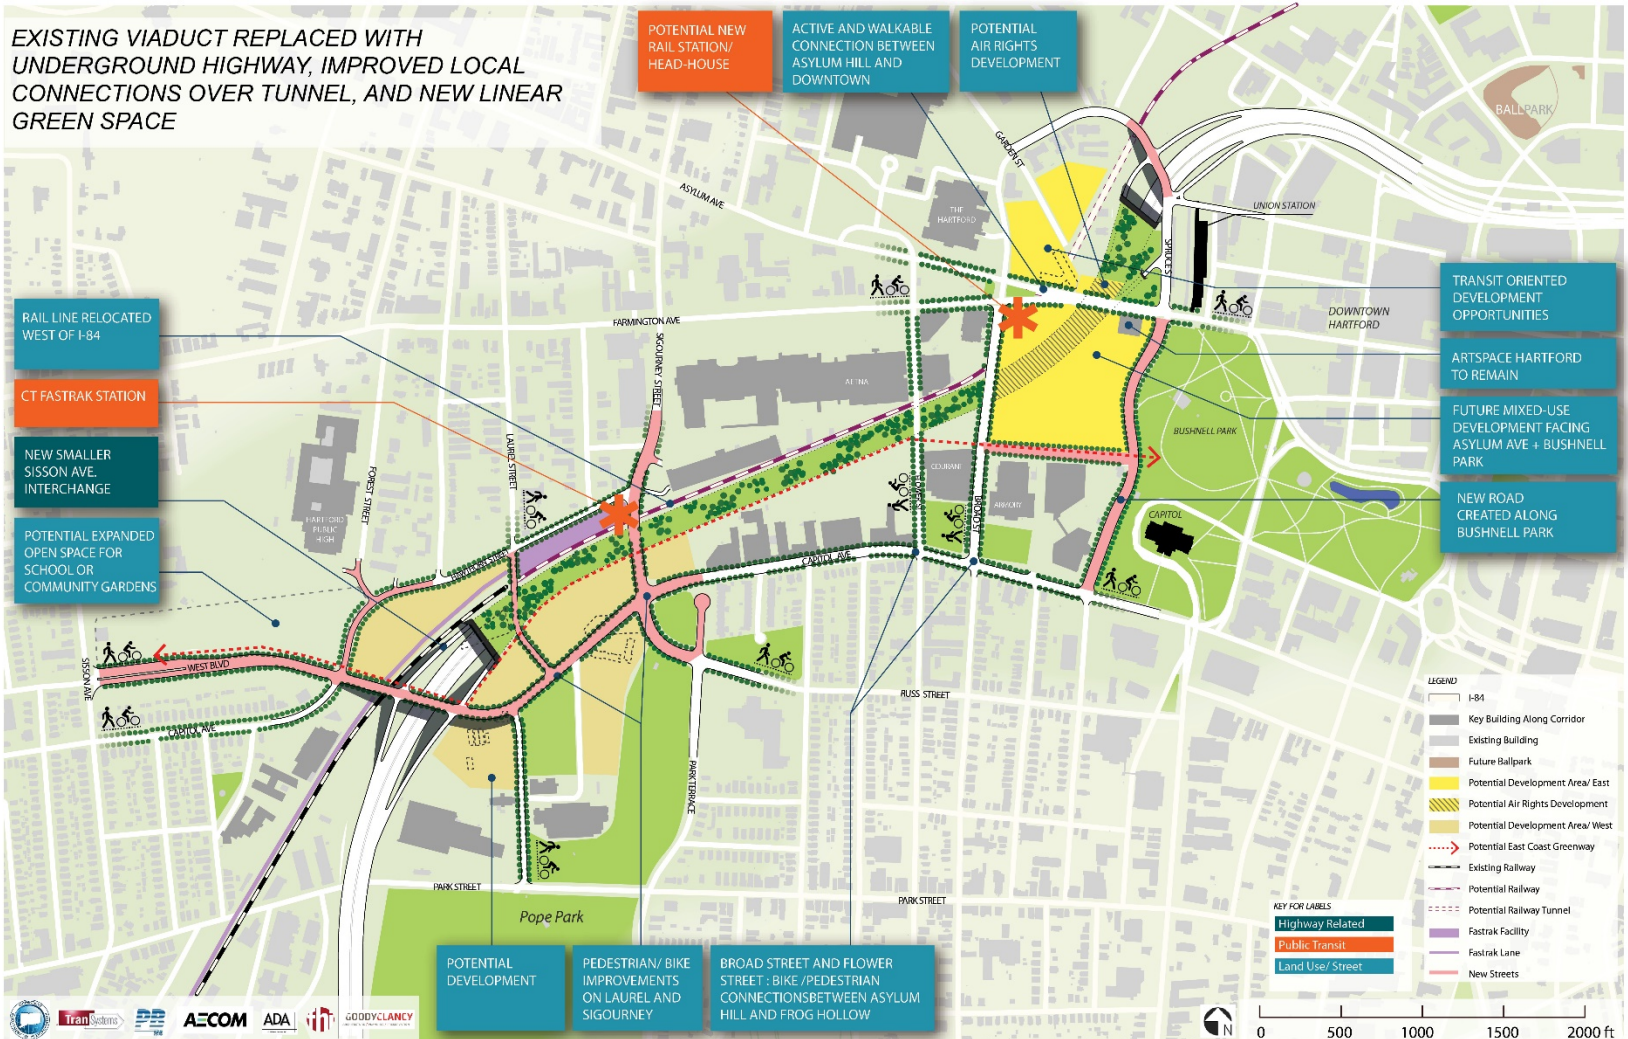 EXISTING VIADUCT REPLACED WITH
UNDERGROUND HIGHWAY, IMPROVED LOCAL
CONNECTIONS OVER TUNNEL, AND NEW LINEAR
GREEN SPACE
POTENTIAL NEW
RAIL STATION/
HEAD-HOUSE
ACTIVE AND WALKABLE
CONNECTION BETWEEN
ASYLUM HILL AND
DOWNTOWN
POTENTIAL
AIR RIGHTS
DEVELOPMENT
BALLPARK
GARDEN ST
ASYLUM AVE
THE
HARTFORD
UNION STATION
SPRUCE ST
RAIL LINE RELOCATED
WEST OF I-84
CT FASTRAK STATION
NEW SMALLER
SISSON AVE.
INTERCHANGE
POTENTIAL EXPANDED
OPEN SPACE FOR
SCHOOL OR
COMMUNITY GARDENS
FARMINGTON AVE
SIGOURNEY STREET
AETNA
LAUREL STREET
FOREST STREET
HARTFORD
PUBLIC
HIGH
DOWNTOWN
HARTFORD
BUSHNELL PARK
COURANT
BROAD ST
ARMORY
CAPITOL
CAPITOL AVE
TRANSIT ORIENTED
DEVELOPMENT
OPPORTUNITIES
ARTSPACE HARTFORD
TO REMAIN
FUTURE MIXED-USE
DEVELOPMENT FACING
ASYLUM AVE + BUSHNELL
PARK
NEW ROAD
CREATED ALONG
BUSHNELL PARK
SISSON AVE
WEST BLVD
CAPITOL AVE
RUSS STREET
PARK TERRACE
PARK STREET
PARK STREET
Pope Park
LEGEND
I-84
Key Building Along Corridor
Existing Building
Future Ballpark
Potential Development Area/ East
Potential Air Rights Development
Potential Development Area/ West
Potential East Coast Greenway
Existing Railway
Potential Railway
Potential Railway Tunnel
Fastrak Facility
Fastrak Lane
New Streets
KEY FOR LABELS
Highway Related
Public Transit
Land Use/ Street
POTENTIAL
DEVELOPMENT
PEDESTRIAN/ BIKE
IMPROVEMENTS
ON LAUREL AND
SIGOURNEY
BROAD STREET AND FLOWER
STREET : BIKE /PEDESTRIAN
CONNECTIONSBETWEEN ASYLUM
HILL AND FROG HOLLOW
TranSystems
AECOM
ADA
GOODYCLANCY
N
0 500 1000 1500 2000 ft